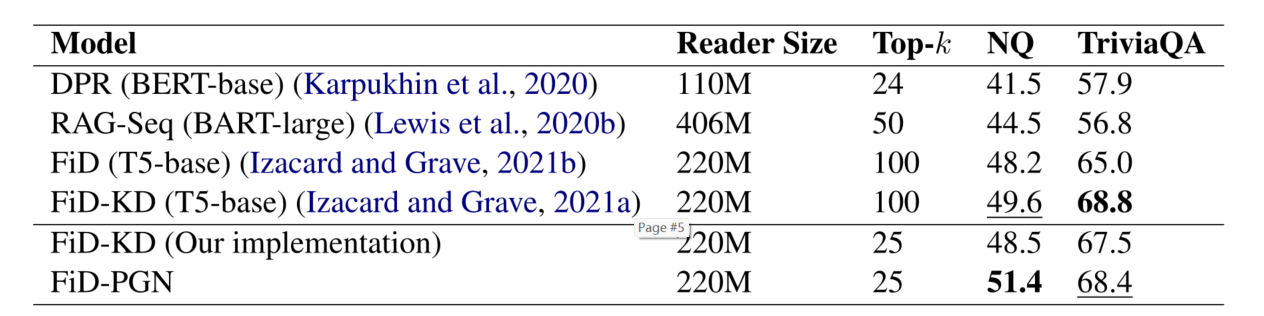 Model Reader Size Top-k NQ TriviaQA
DPR (BERT-base) (Karpukhin et al., 2020) 110M 24 41.5 57.9
RAG-Seq (BART-large) (Lewis et al., 2020b) 406M 50 44.5 56.8
FiD (T5-base) (Izacard and Grave, 2021b) 220M 100 48.2 65.0
FiD-KD (T5-base) (Izacard and Grave, 2021a) 220M 100 49.6 68.8
Page #5
FiD-KD (Our implementation) 220M 25 48.5 67.5
FiD-PGN 220M 25 51.4 68.4